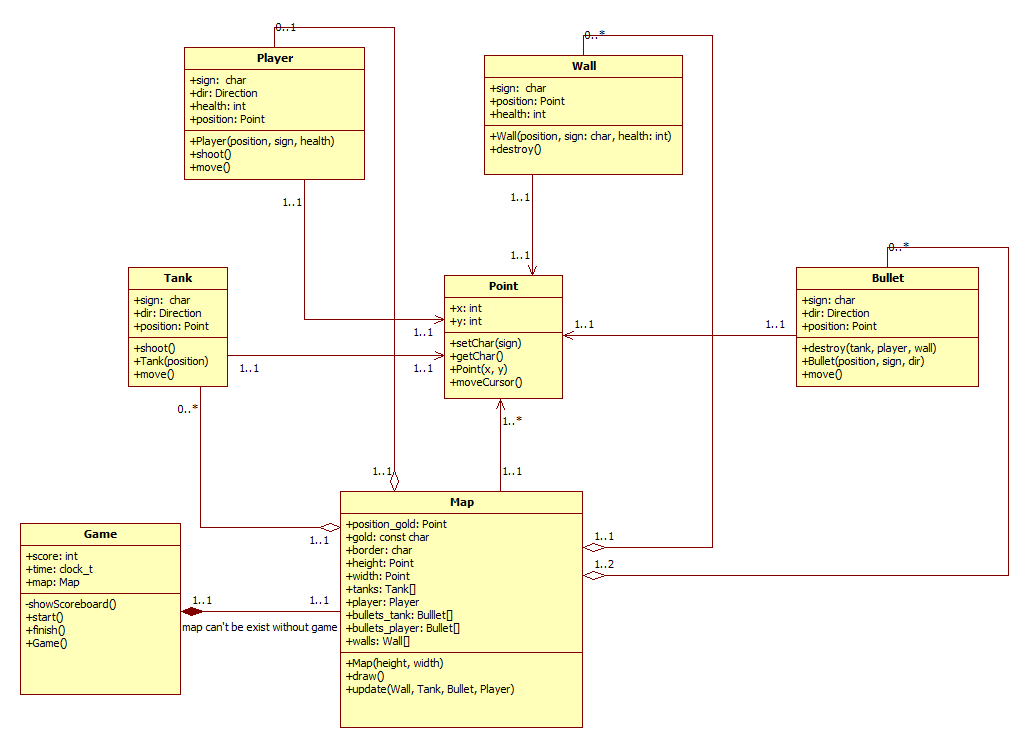 0..1
Player
+sign:  char
+dir: Direction
+health: int
+position: Point
+Player(position, sign, health)
+shoot()
+move()
1..1
0..*
Wall
+sign:  char
+position: Point
+health: int
+Wall(position, sign: char, health: int)
+destroy()
1..1
1..1
Tank
+sign:  char
+dir: Direction
+position: Point
+shoot()
+Tank(position)
+move()
1..1
0..*
Point
+x: int
+y: int
+setChar(sign)
+getChar()
+Point(x, y)
+moveCursor()
1..1
1..1
1..1
1..1
0..*
Bullet
+sign: char
+dir: Direction
+position: Point
+destroy(tank, player, wall)
+Bullet(position, sign, dir)
+move()
1..*
1..1
1..1
Map
+position_gold: Point
+gold: const char
+border: char
+height: Point
+width: Point
+tanks: Tank[]
+player: Player
+bullets_tank: Bulllet[]
+bullets_player: Bullet[]
+walls: Wall[]
+Map(height, width)
+draw()
+update(Wall, Tank, Bullet, Player)
1..1
1..1
1..2
Game
+score: int
+time: clock_t
+map: Map
-showScoreboard()
+start()
+finish()
+Game()
1..1
1..1
map can't be exist without game